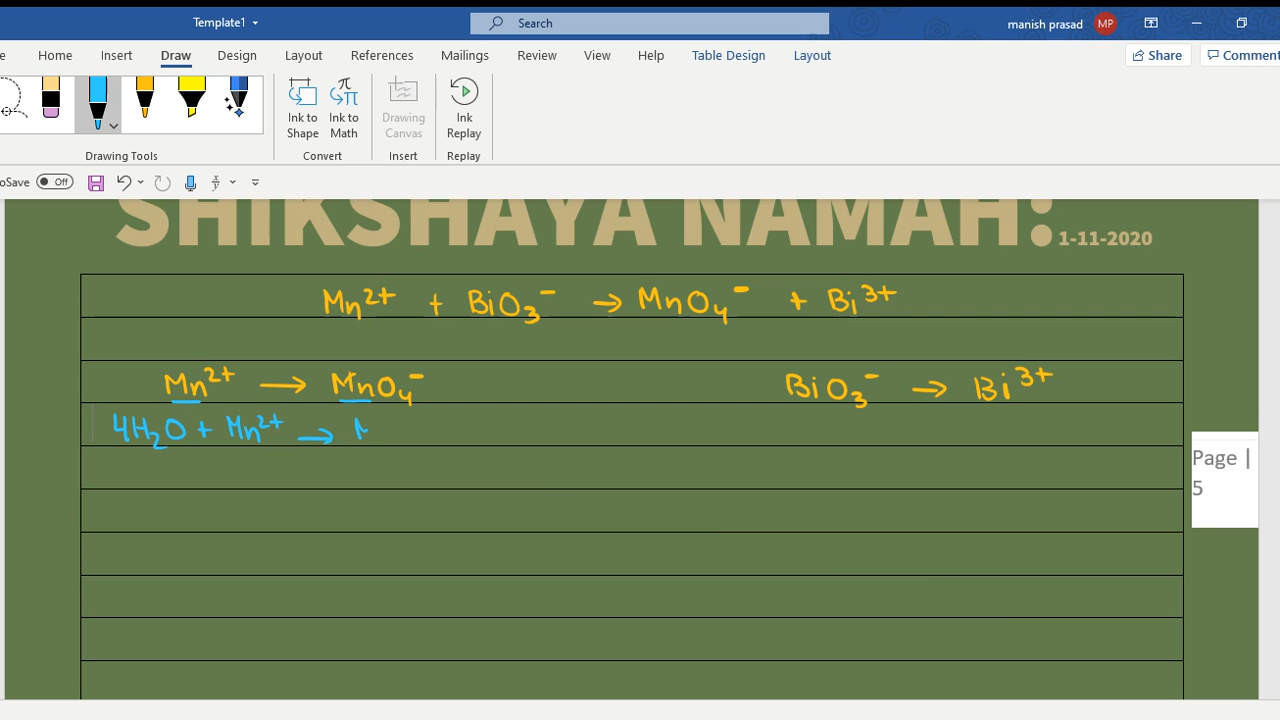 Template1
Search
manish prasad
MP
Home Insert Draw Design Layout References Mailings Review View Help Table Design Layout
Share
Ink to Shape
Ink to Math
Drawing Canvas
Ink Replay
Drawing Tools
Convert
Insert
Replay
Off
SHIKSHAYA NAMAH:
1-11-2020
Mn²⁺ + BiO₃⁻ → MnO₄⁻ + Bi³⁺
Mn²⁺ → MnO₄⁻ BiO₃⁻ → Bi³⁺
4H₂O + Mn²⁺ →
Page |
5